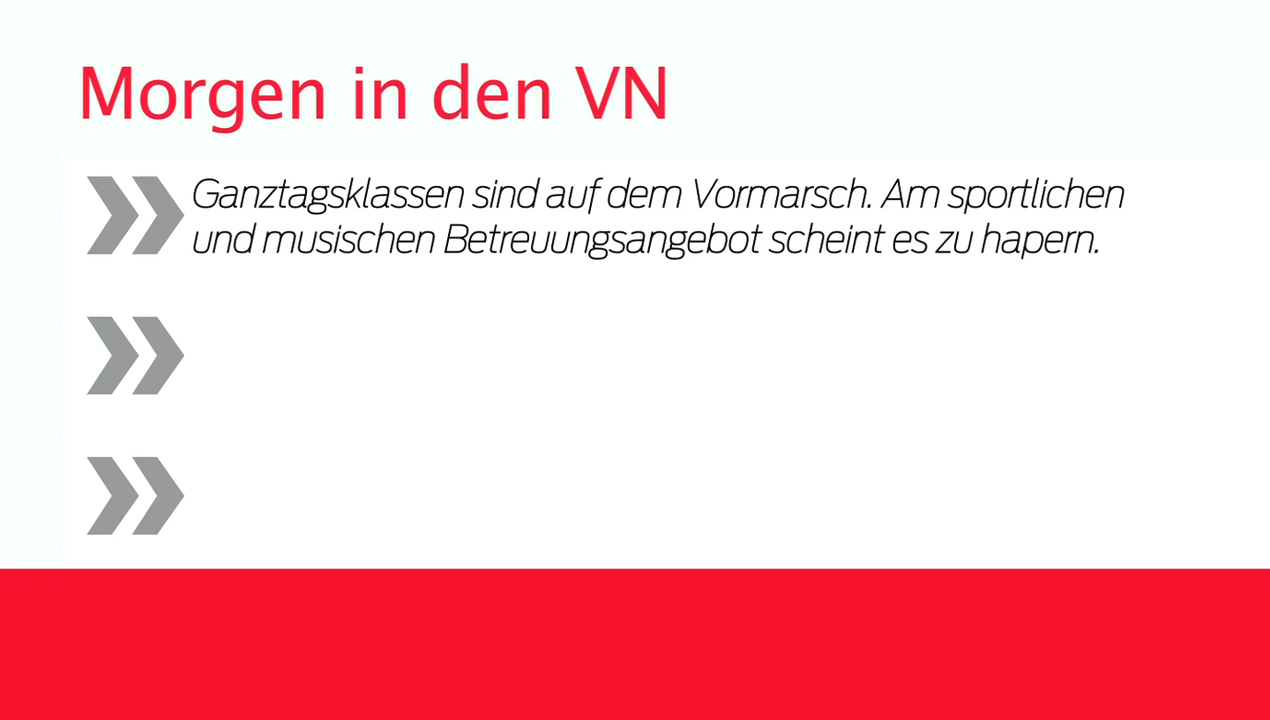 Morgen in den VN
Ganztagsklassen sind auf dem Vormarsch. Am sportlichen
und musischen Betreuungsangebot scheint es zu hapern.